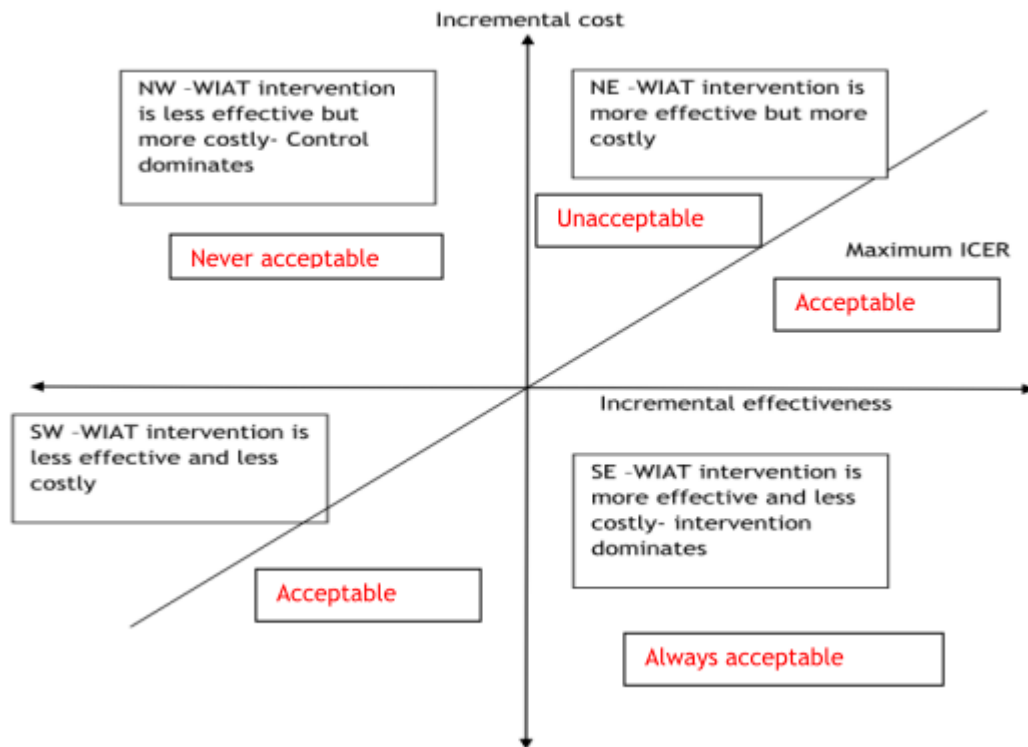 Incremental cost
NW -WIAT intervention
is less effective but
more costly- Control
dominates
NE -WIAT intervention is
more effective but more
costly
Unacceptable
Never acceptable
Maximum ICER
Acceptable
Incremental effectiveness
SW -WIAT intervention is
less effective and less
costly
SE -WIAT intervention is
more effective and less
costly- intervention
dominates
Acceptable
Always acceptable